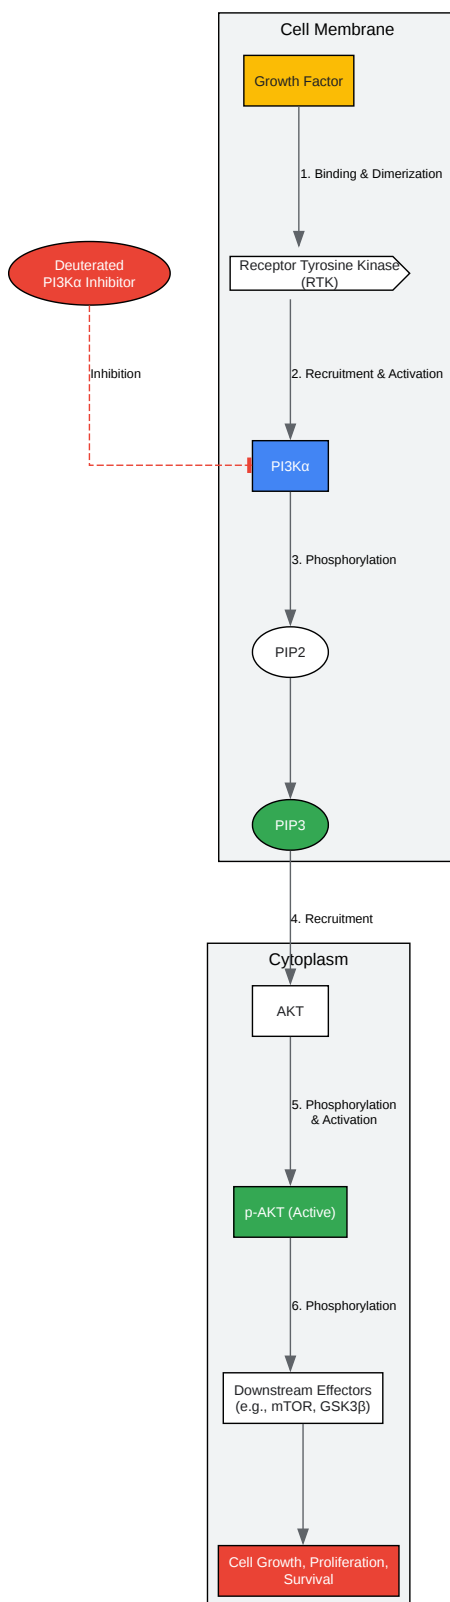 Cell Membrane
Growth Factor
1. Binding & Dimerization
Receptor Tyrosine Kinase
(RTK)
Deuterated
PI3Kα Inhibitor
Inhibition
2. Recruitment & Activation
PI3Kα
3. Phosphorylation
PIP2
PIP3
4. Recruitment
Cytoplasm
AKT
5. Phosphorylation
& Activation
p-AKT (Active)
6. Phosphorylation
Downstream Effectors
(e.g., mTOR, GSK3β)
Cell Growth, Proliferation,
Survival